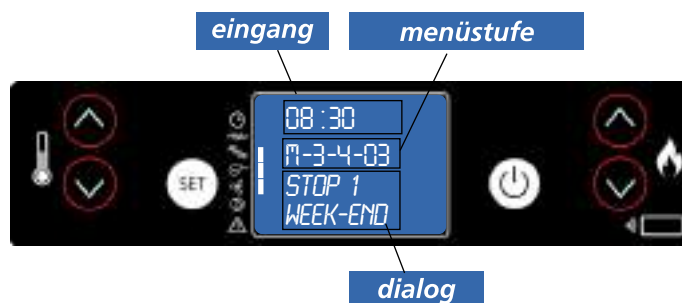 eingang
menüstufe
08:30
M-3-4-03
SET
STOP 1
WEEK-END
dialog